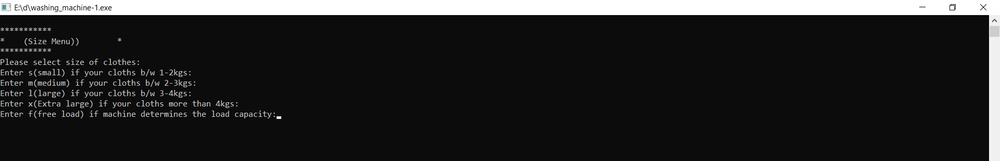 E:\d\washing_machine-1.exe
***********
*    (Size Menu))        *
***********
Please select size of clothes:
Enter s(small) if your cloths b/w 1-2kgs:
Enter m(medium) if your cloths b/w 2-3kgs:
Enter l(large) if your cloths b/w 3-4kgs:
Enter x(Extra large) if your cloths more than 4kgs:
Enter f(free load) if machine determines the load capacity: